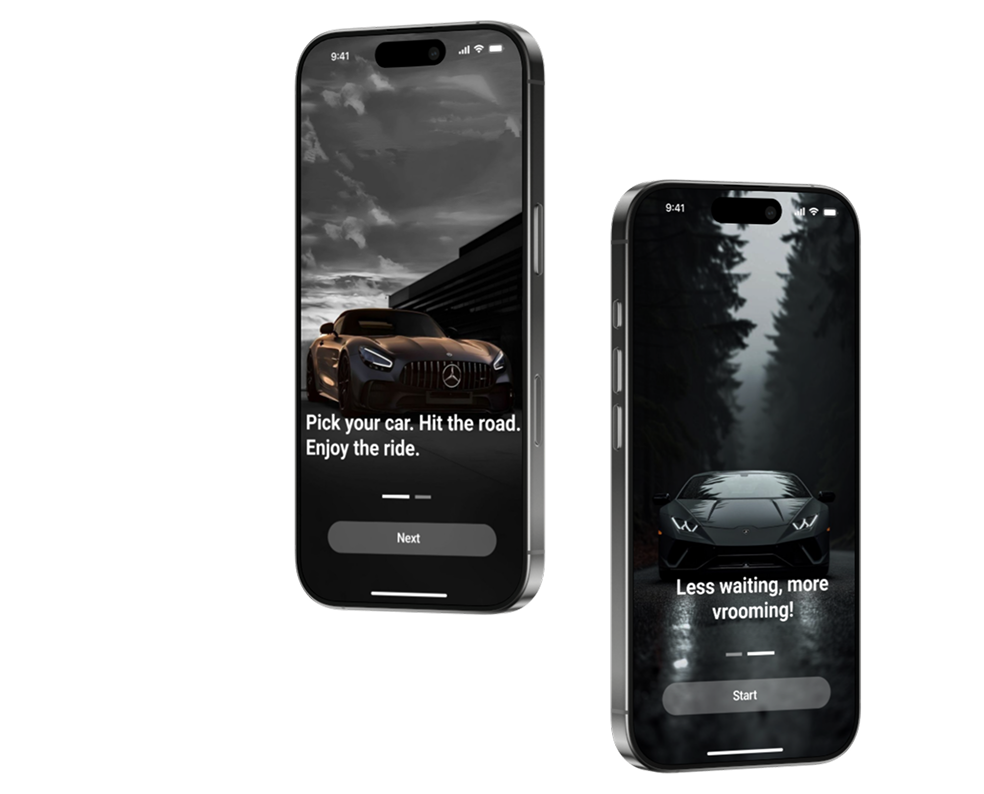 9:41
Pick your car. Hit the road.
Enjoy the ride.
Next
9:41
Less waiting, more
vrooming!
Start